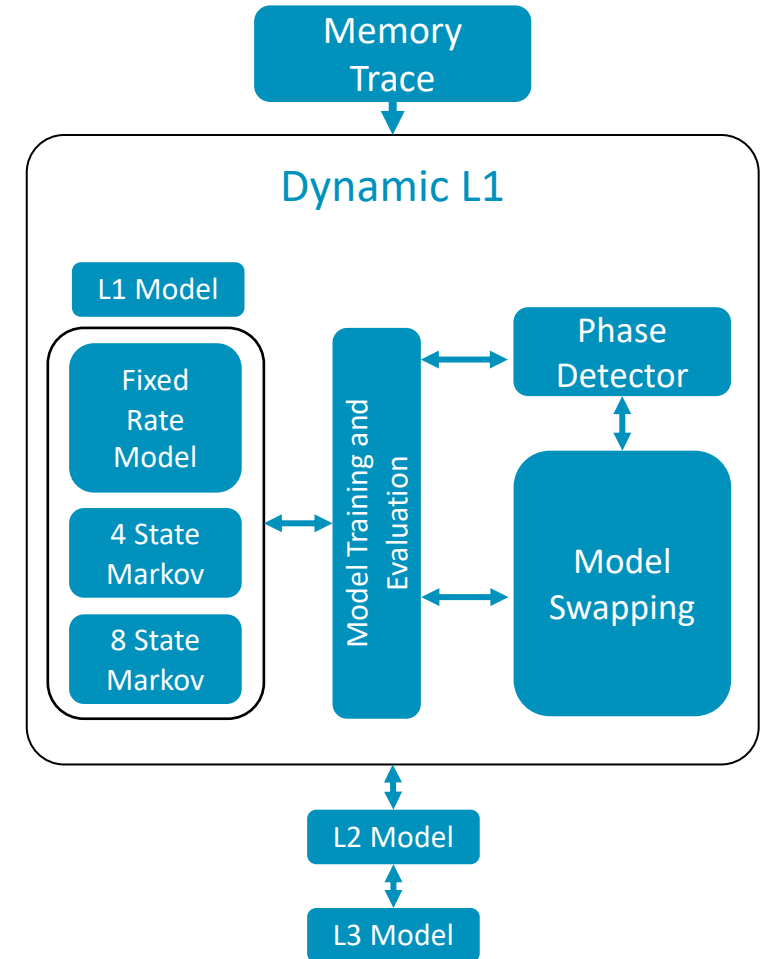 Memory
Trace
Dynamic L1
L1 Model
Fixed
Rate
Model
4 State
Markov
8 State
Markov
Model Training and
Evaluation
Phase
Detector
Model
Swapping
L2 Model
L3 Model